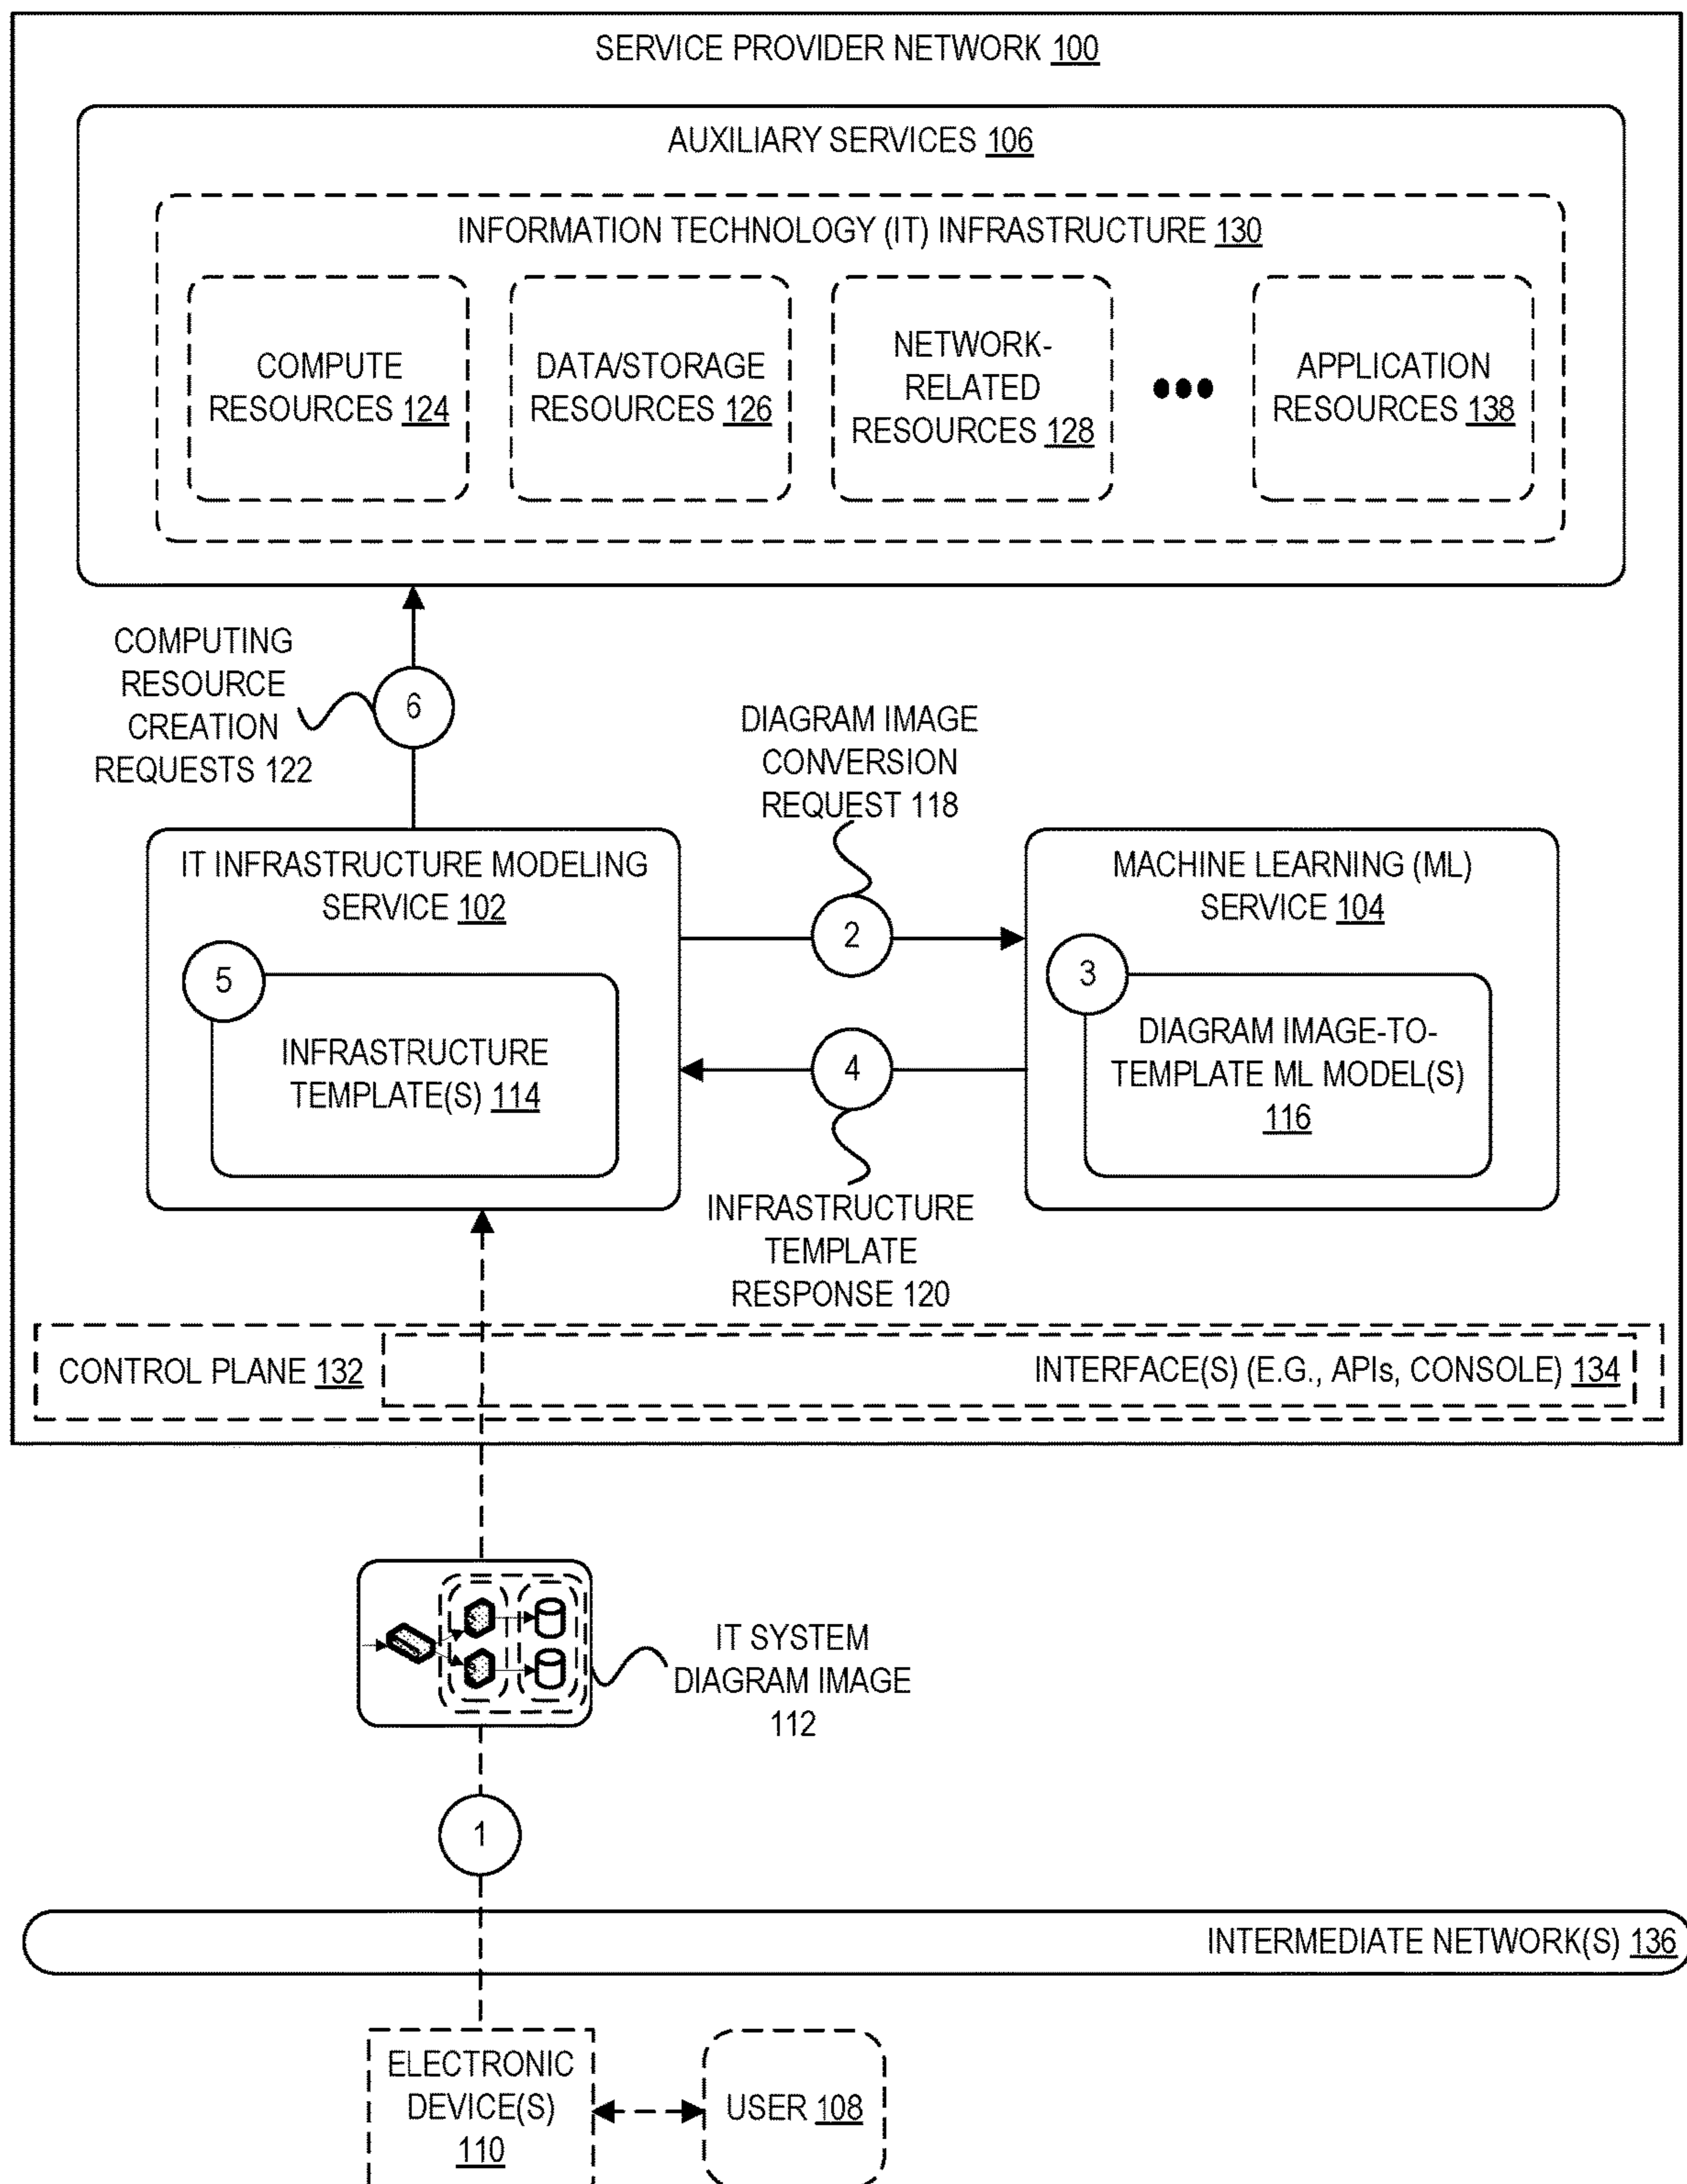 SERVICE PROVIDER NETWORK 100
AUXILIARY SERVICES 106
INFORMATION TECHNOLOGY (IT) INFRASTRUCTURE 130
COMPUTE
RESOURCES 124
DATA/STORAGE
RESOURCES 126
NETWORK-
RELATED
RESOURCES 128
APPLICATION
RESOURCES 138
COMPUTING
RESOURCE
CREATION
REQUESTS 122
6
DIAGRAM IMAGE
CONVERSION
REQUEST 118
IT INFRASTRUCTURE MODELING
SERVICE 102
5
INFRASTRUCTURE
TEMPLATE(S) 114
2
4
MACHINE LEARNING (ML)
SERVICE 104
3
DIAGRAM IMAGE-TO-
TEMPLATE ML MODEL(S)
116
INFRASTRUCTURE
TEMPLATE
RESPONSE 120
CONTROL PLANE 132
INTERFACE(S) (E.G., APIs, CONSOLE) 134
IT SYSTEM
DIAGRAM IMAGE
112
1
INTERMEDIATE NETWORK(S) 136
ELECTRONIC
DEVICE(S)
110
USER 108